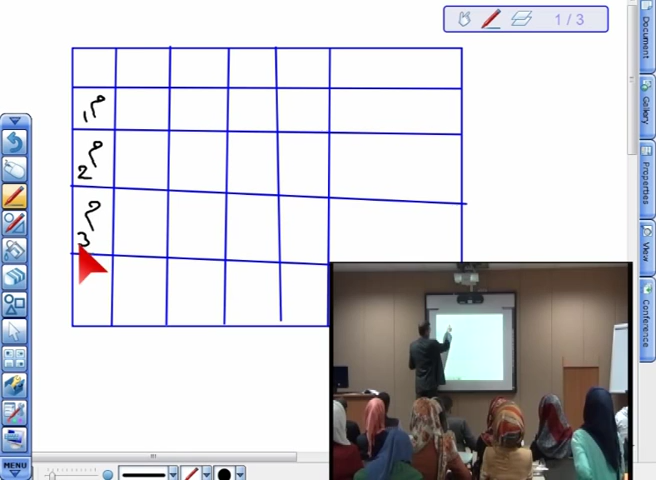 1 / 3
م1
م2
م3
Document
Gallery
Properties
View
Conference
MENU